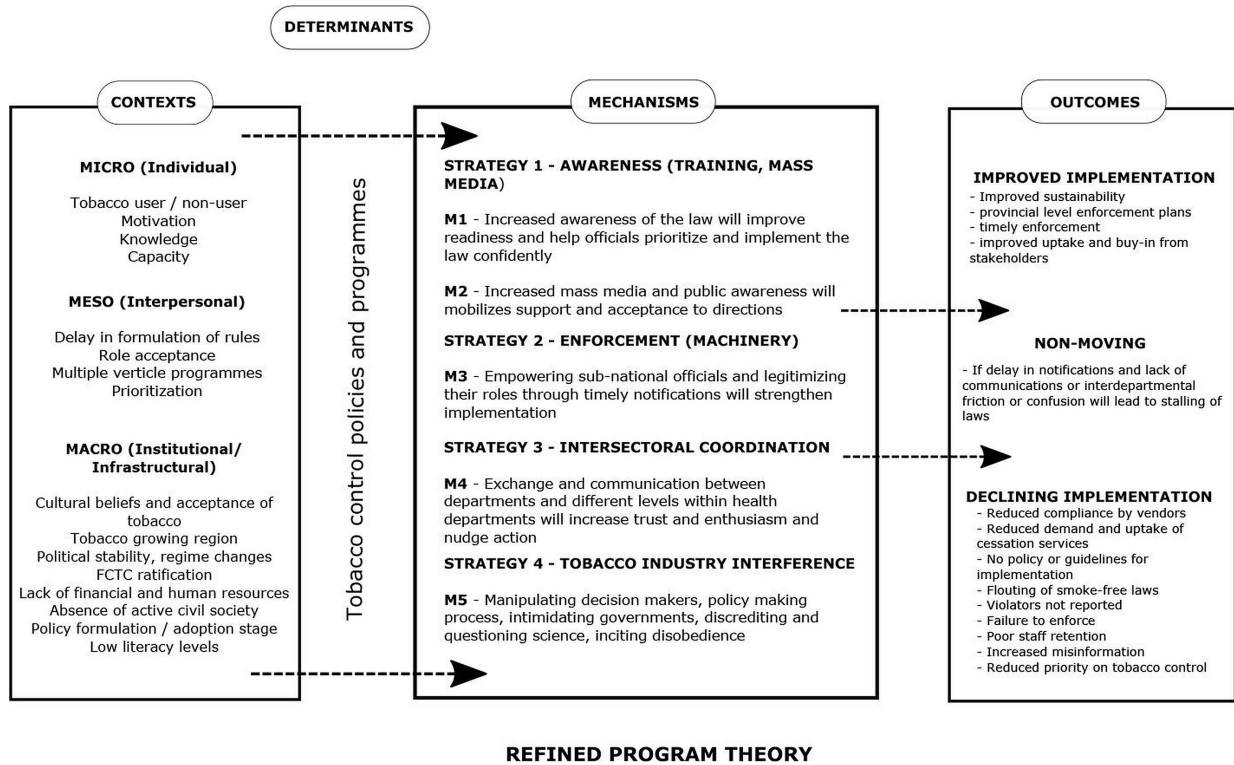 DETERMINANTS
CONTEXTS
MICRO (Individual)
Tobacco user / non-user
Motivation
Knowledge
Capacity
MESO (Interpersonal)
Delay in formulation of rules
Role acceptance
Multiple verticle programmes
Prioritization
MACRO (Institutional/
Infrastructural)
Cultural beliefs and acceptance of
tobacco
Tobacco growing region
Political stability, regime changes
FCTC ratification
Lack of financial and human resources
Absence of active civil society
Policy formulation / adoption stage
Low literacy levels
Tobacco control policies and programmes
MECHANISMS
STRATEGY 1 - AWARENESS (TRAINING, MASS
MEDIA)
M1 - Increased awareness of the law will improve
readiness and help officials prioritize and implement the
law confidently
M2 - Increased mass media and public awareness will
mobilizes support and acceptance to directions
STRATEGY 2 - ENFORCEMENT (MACHINERY)
M3 - Empowering sub-national officials and legitimizing
their roles through timely notifications will strengthen
implementation
STRATEGY 3 - INTERSECTORAL COORDINATION
M4 - Exchange and communication between
departments and different levels within health
departments will increase trust and enthusiasm and
nudge action
STRATEGY 4 - TOBACCO INDUSTRY INTERFERENCE
M5 - Manipulating decision makers, policy making
process, intimidating governments, discrediting and
questioning science, inciting disobedience
OUTCOMES
IMPROVED IMPLEMENTATION
- Improved sustainability
- provincial level enforcement plans
- timely enforcement
- improved uptake and buy-in from
stakeholders
NON-MOVING
- If delay in notifications and lack of
communications or interdepartmental
friction or confusion will lead to stalling of
laws
DECLINING IMPLEMENTATION
- Reduced compliance by vendors
- Reduced demand and uptake of
cessation services
- No policy or guidelines for
implementation
- Flouting of smoke-free laws
- Violators not reported
- Failure to enforce
- Poor staff retention
- Increased misinformation
- Reduced priority on tobacco control
REFINED PROGRAM THEORY